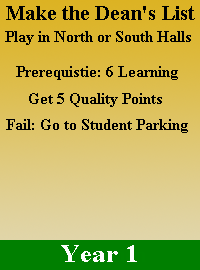 Make the Dean's List
Play in North or South Halls
Prerequistie: 6 Learning
Get 5 Quality Points
Fail: Go to Student Parking
Year 1